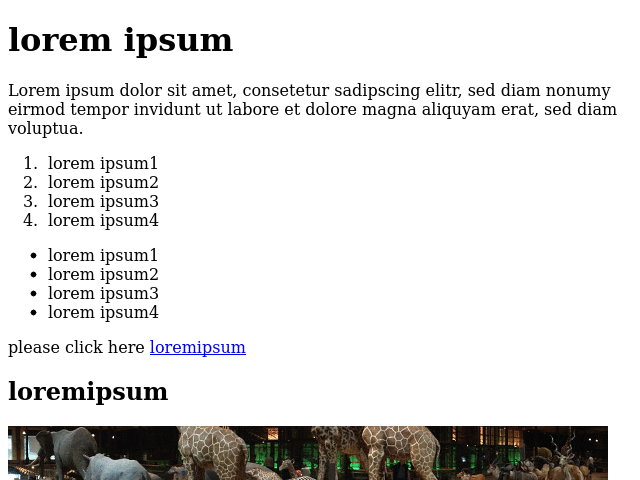 lorem ipsum
Lorem ipsum dolor sit amet, consetetur sadipscing elitr, sed diam nonumy
eirmod tempor invidunt ut labore et dolore magna aliquyam erat, sed diam
voluptua.
1. lorem ipsum1
2. lorem ipsum2
3. lorem ipsum3
4. lorem ipsum4
• lorem ipsum1
• lorem ipsum2
• lorem ipsum3
• lorem ipsum4
please click here loremipsum
loremipsum